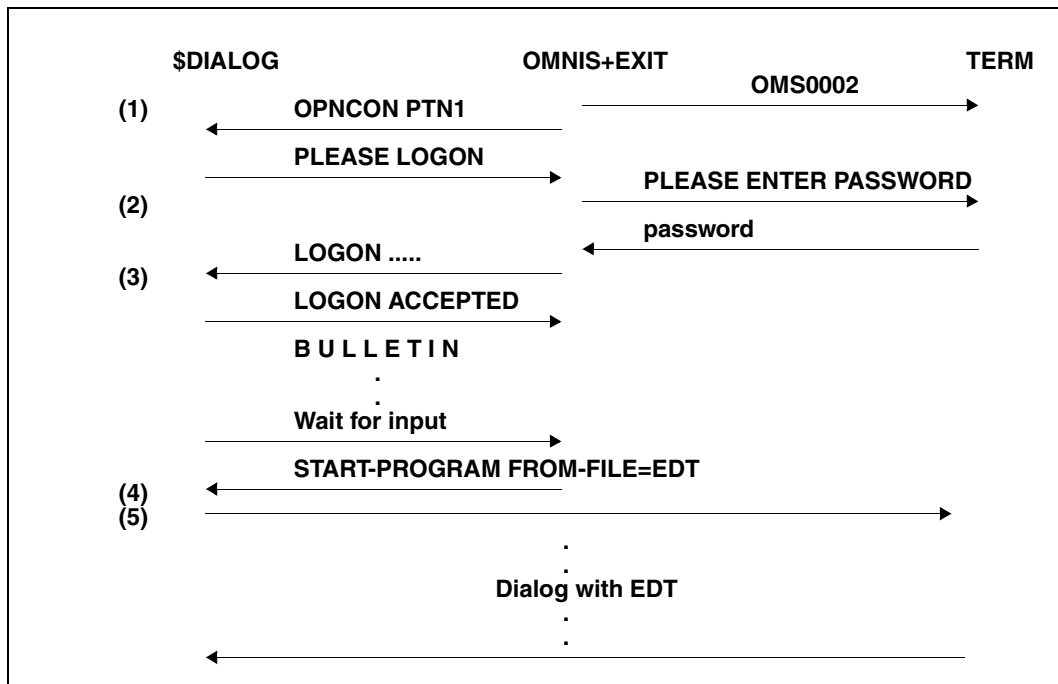 $DIALOG OMNIS+EXIT TERM
OMS0002
(1) OPNCON PTN1
PLEASE LOGON
PLEASE ENTER PASSWORD
(2)
password
LOGON .....
(3)
LOGON ACCEPTED
B U L L E T I N
.
.
Wait for input
START-PROGRAM FROM-FILE=EDT
(4)
(5)
.
.
Dialog with EDT
.
.